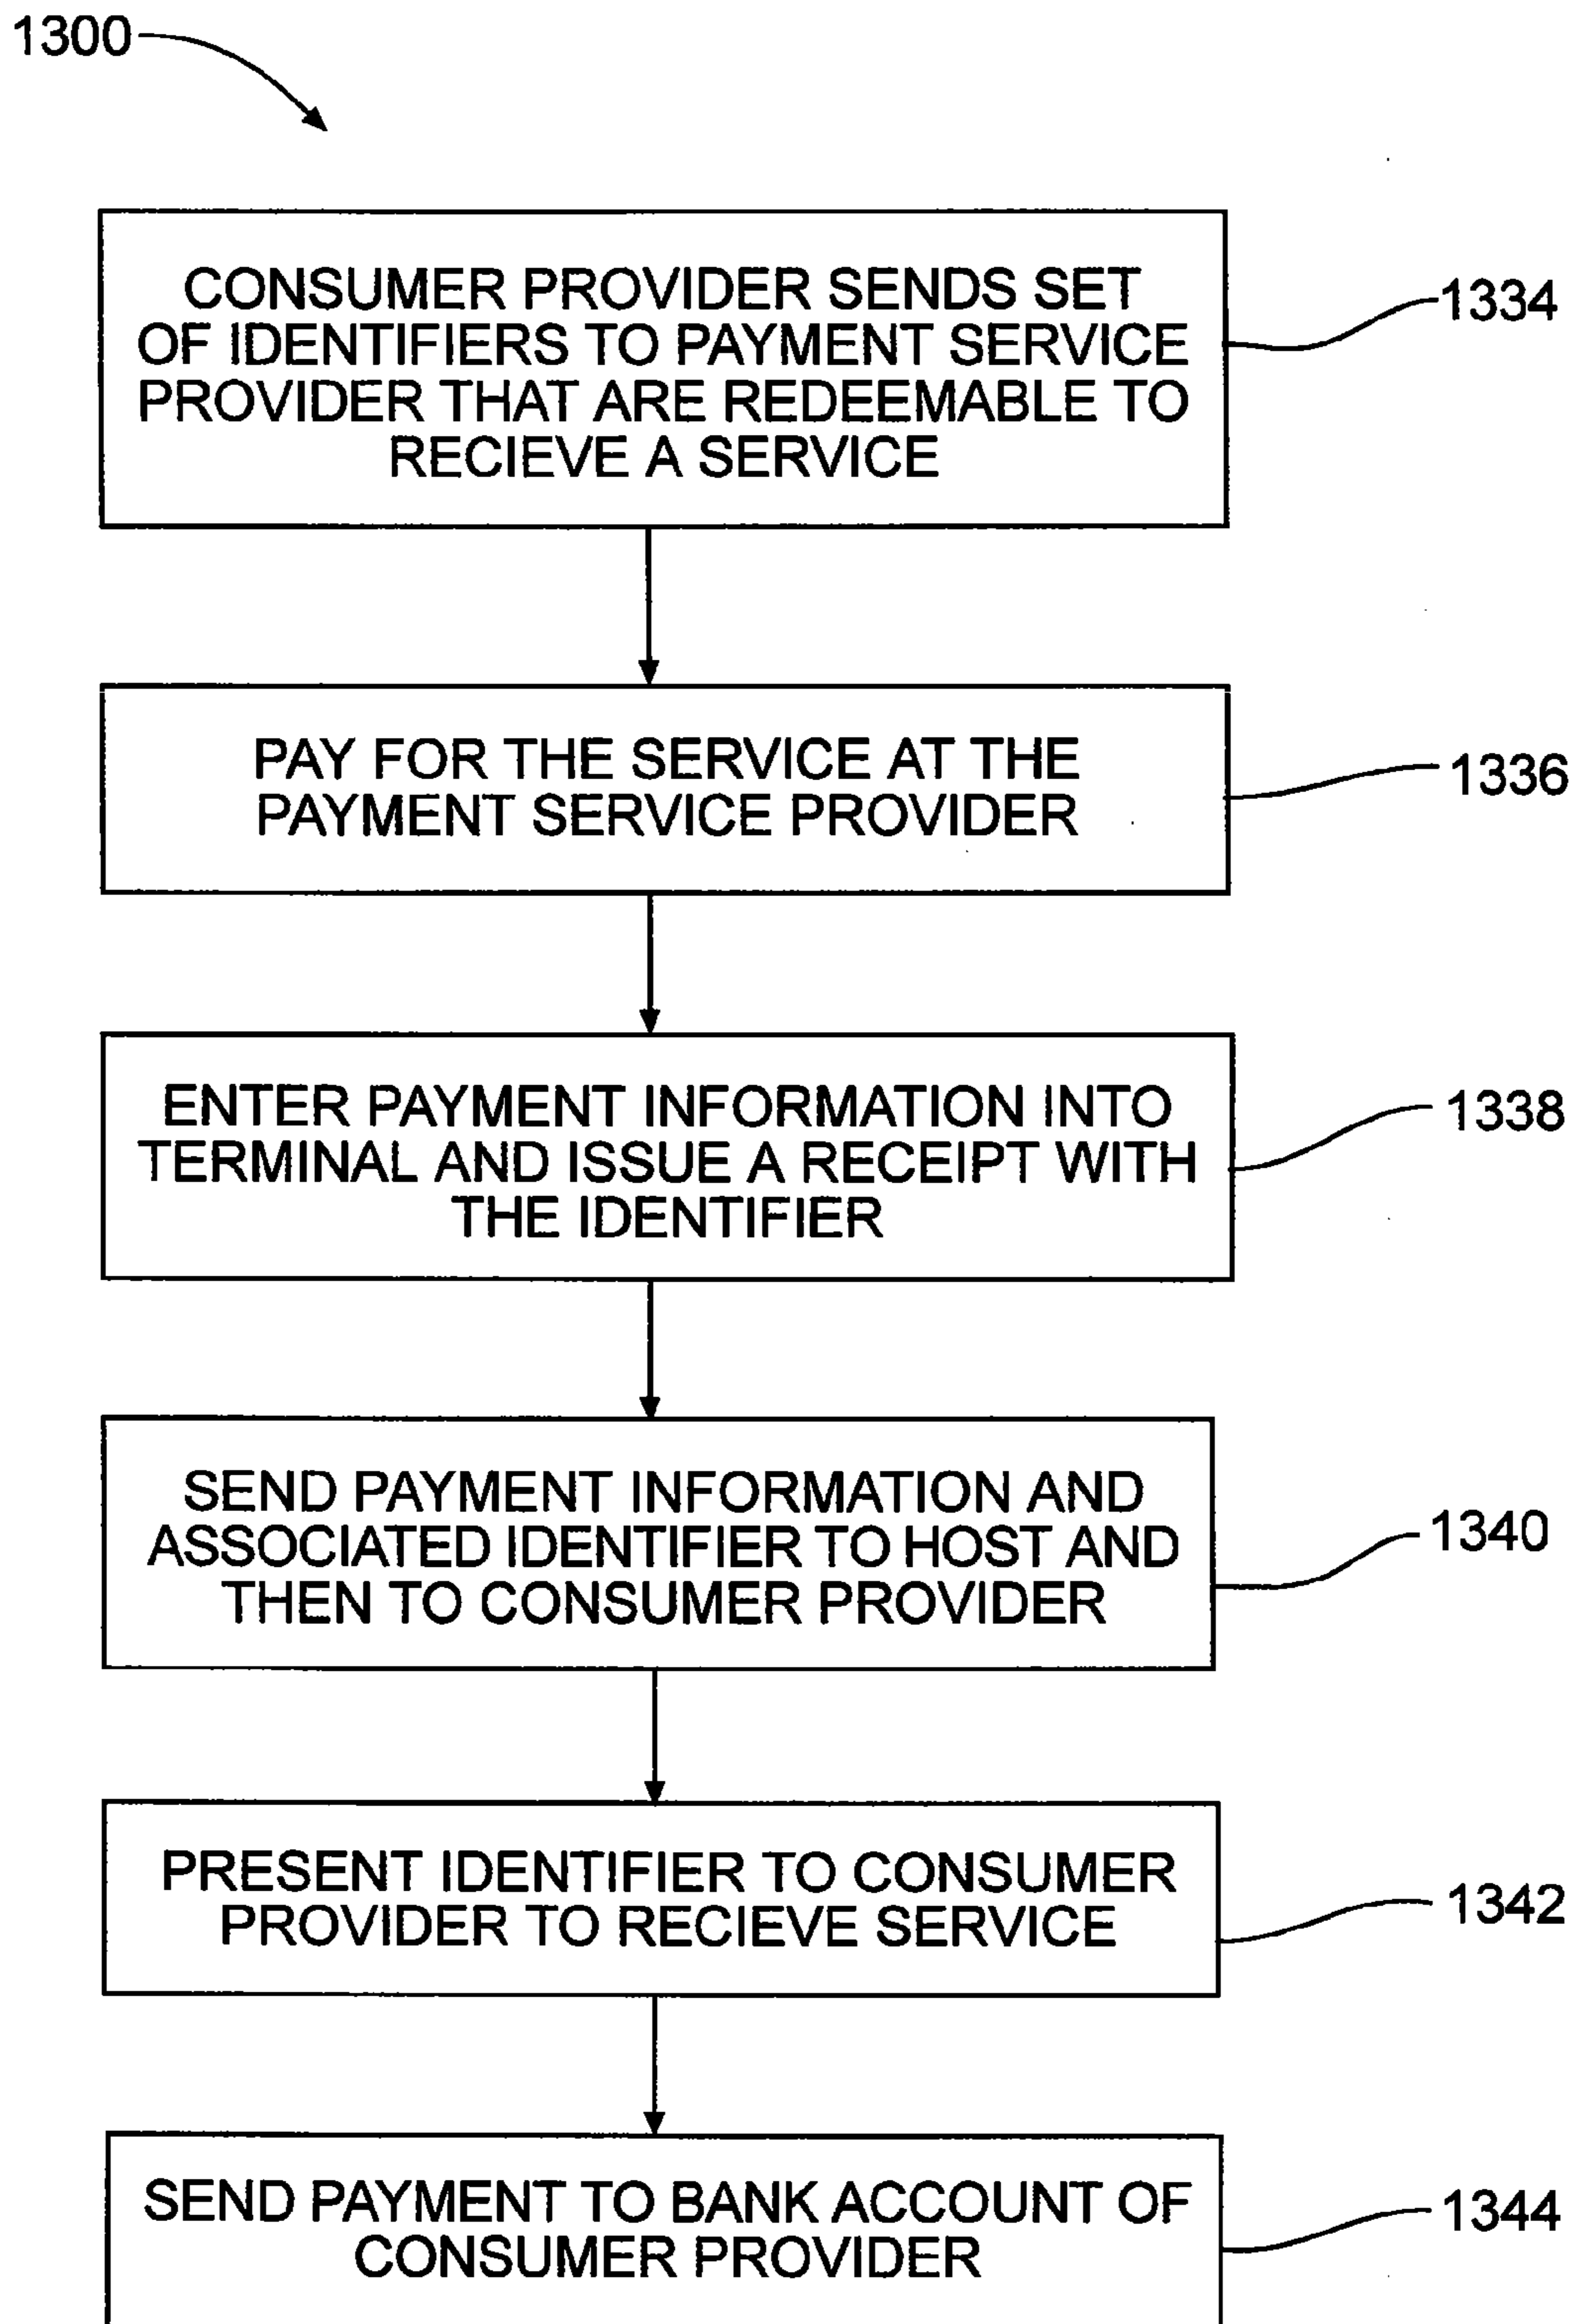 1300
CONSUMER PROVIDER SENDS SET
OF IDENTIFIERS TO PAYMENT SERVICE
PROVIDER THAT ARE REDEEMABLE TO
RECIEVE A SERVICE
1334
PAY FOR THE SERVICE AT THE
PAYMENT SERVICE PROVIDER
1336
ENTER PAYMENT INFORMATION INTO
TERMINAL AND ISSUE A RECEIPT WITH
THE IDENTIFIER
1338
SEND PAYMENT INFORMATION AND
ASSOCIATED IDENTIFIER TO HOST AND
THEN TO CONSUMER PROVIDER
1340
PRESENT IDENTIFIER TO CONSUMER
PROVIDER TO RECIEVE SERVICE
1342
SEND PAYMENT TO BANK ACCOUNT OF
CONSUMER PROVIDER
1344